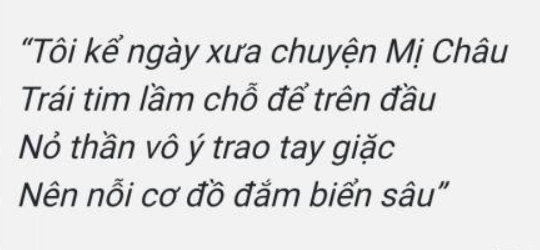 “Tôi kể ngày xưa chuyện Mị Châu
Trái tim lầm chỗ để trên đầu
Nỏ thần vô ý trao tay giặc
Nên nỗi cơ đồ đắm biển sâu”